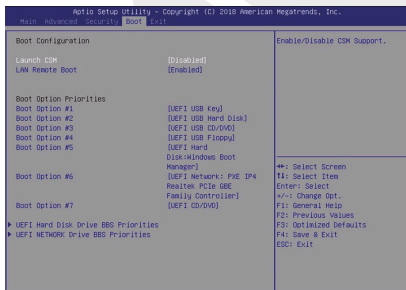 Aptio Setup Utility – Copyright (C) 2018 American Megatrends, Inc.
Main Advanced Security Boot Exit
Boot Configuration
Launch CSM [Disabled]
LAN Remote Boot [Enabled]
Boot Option Priorities
Boot Option #1 [UEFI USB Key]
Boot Option #2 [UEFI USB Hard Disk]
Boot Option #3 [UEFI USB CD/DVD]
Boot Option #4 [UEFI USB Floppy]
Boot Option #5 [UEFI Hard
Disk:Windows Boot
Manager]
Boot Option #6 [UEFI Network: PXE IP4
Realtek PCIe GBE
Family Controller]
Boot Option #7 [UEFI CD/DVD]
▶ UEFI Hard Disk Drive BBS Priorities
▶ UEFI NETWORK Drive BBS Priorities
Enable/Disable CSM Support.
→←: Select Screen
↑↓: Select Item
Enter: Select
+/-: Change Opt.
F1: General Help
F2: Previous Values
F3: Optimized Defaults
F4: Save & Exit
ESC: Exit